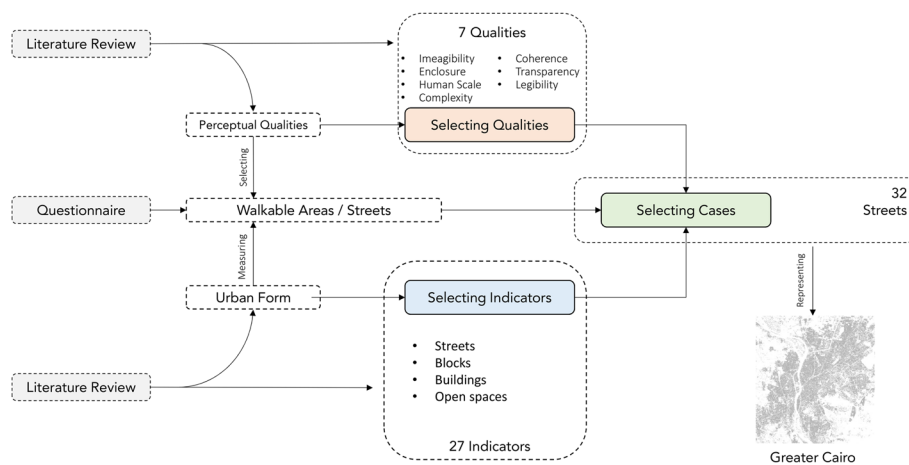 Literature Review
7 Qualities
• Imeagibility
• Enclosure
• Human Scale
• Complexity
• Coherence
• Transparency
• Legibility
Perceptual Qualities
Selecting Qualities
Selecting
Questionnaire
Walkable Areas / Streets
Selecting Cases
32
Streets
Measuring
Urban Form
Selecting Indicators
Representing
• Streets
• Blocks
• Buildings
• Open spaces
Literature Review
27 Indicators
Greater Cairo